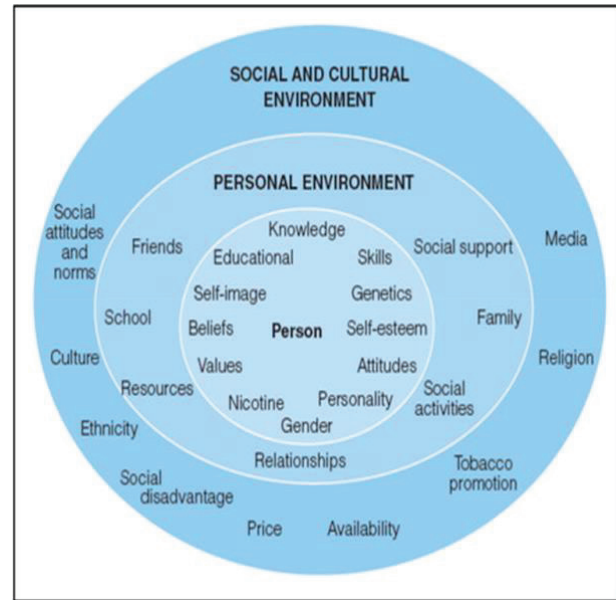 SOCIAL AND CULTURAL
ENVIRONMENT
PERSONAL ENVIRONMENT
Social
attitudes
and
norms
Friends
Knowledge
Educational
Skills
Social support
Media
Self-image
Genetics
School
Beliefs
Person
Self-esteem
Family
Culture
Values
Attitudes
Religion
Resources
Nicotine
Personality
Social
activities
Ethnicity
Gender
Relationships
Social
disadvantage
Tobacco
promotion
Price
Availability